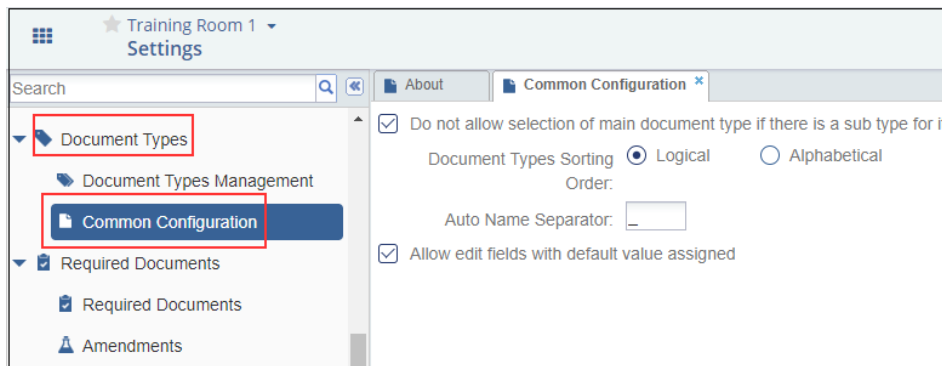 Training Room 1
Settings
Search
Document Types
Document Types Management
Common Configuration
Required Documents
Required Documents
Amendments
About
Common Configuration
Do not allow selection of main document type if there is a sub type for
Document Types Sorting Order:
Logical
Alphabetical
Auto Name Separator:
_
Allow edit fields with default value assigned